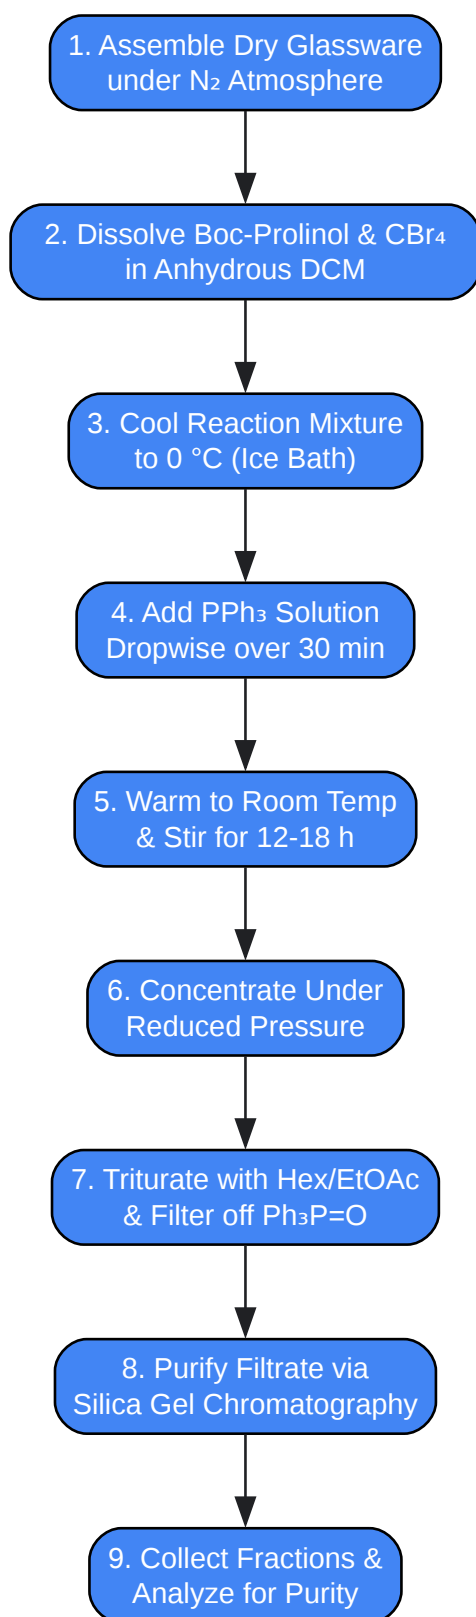 1. Assemble Dry Glassware
under N₂ Atmosphere
2. Dissolve Boc-Prolinol & CBr₄
in Anhydrous DCM
3. Cool Reaction Mixture
to 0 °C (Ice Bath)
4. Add PPh₃ Solution
Dropwise over 30 min
5. Warm to Room Temp
& Stir for 12-18 h
6. Concentrate Under
Reduced Pressure
7. Triturate with Hex/EtOAc
& Filter off Ph₃P=O
8. Purify Filtrate via
Silica Gel Chromatography
9. Collect Fractions &
Analyze for Purity